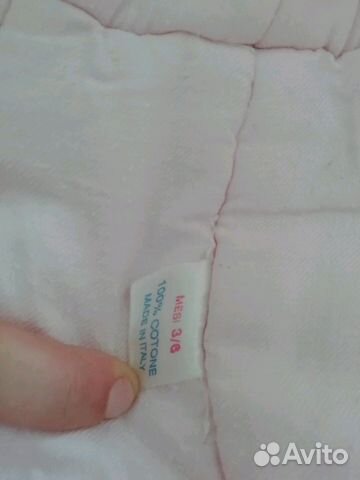 MESI 3/6
100% COTONE
MADE IN ITALY
Avito